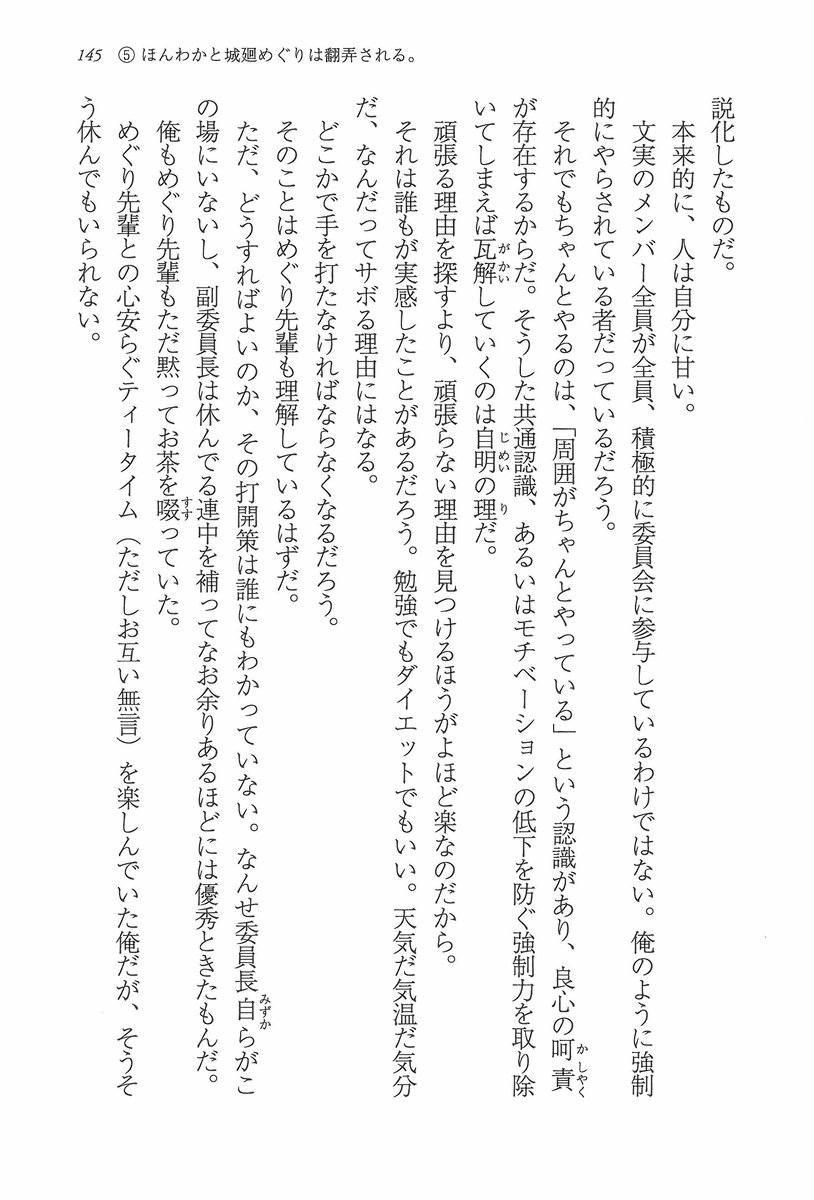 145 ⑤ ほんわかと城廻めぐりは翻弄される。
説化したものだ。
本来的に、人は自分に甘い。
文実のメンバー全員が全員、積極的に委員会に参与しているわけではない。俺のように強制
的にやらされている者だっているだろう。
それでもちゃんとやるのは、「周囲がちゃんとやっている」という認識があり、良心の呵責
が存在するからだ。そうした共通認識、あるいはモチベーションの低下を防ぐ強制力を取り除
いてしまえば瓦解していくのは自明の理だ。
頑張る理由を探すより、頑張らない理由を見つけるほうがよほど楽なのだから。
それは誰もが実感したことがあるだろう。勉強でもダイエットでもいい。天気だ気温だ気分
だ、なんだってサボる理由にはなる。
どこかで手を打たなければならなくなるだろう。
そのことはめぐり先輩も理解しているはずだ。
ただ、どうすればよいのか、その打開策は誰にもわかっていない。なんせ委員長自らがこ
の場にいないし、副委員長は休んでる連中を補ってなお余りあるほどには優秀ときたもんだ。
俺もめぐり先輩もただ黙ってお茶を啜っていた。
めぐり先輩との心安らぐティータイム（ただしお互い無言）を楽しんでいた俺だが、そうそ
う休んでもいられない。